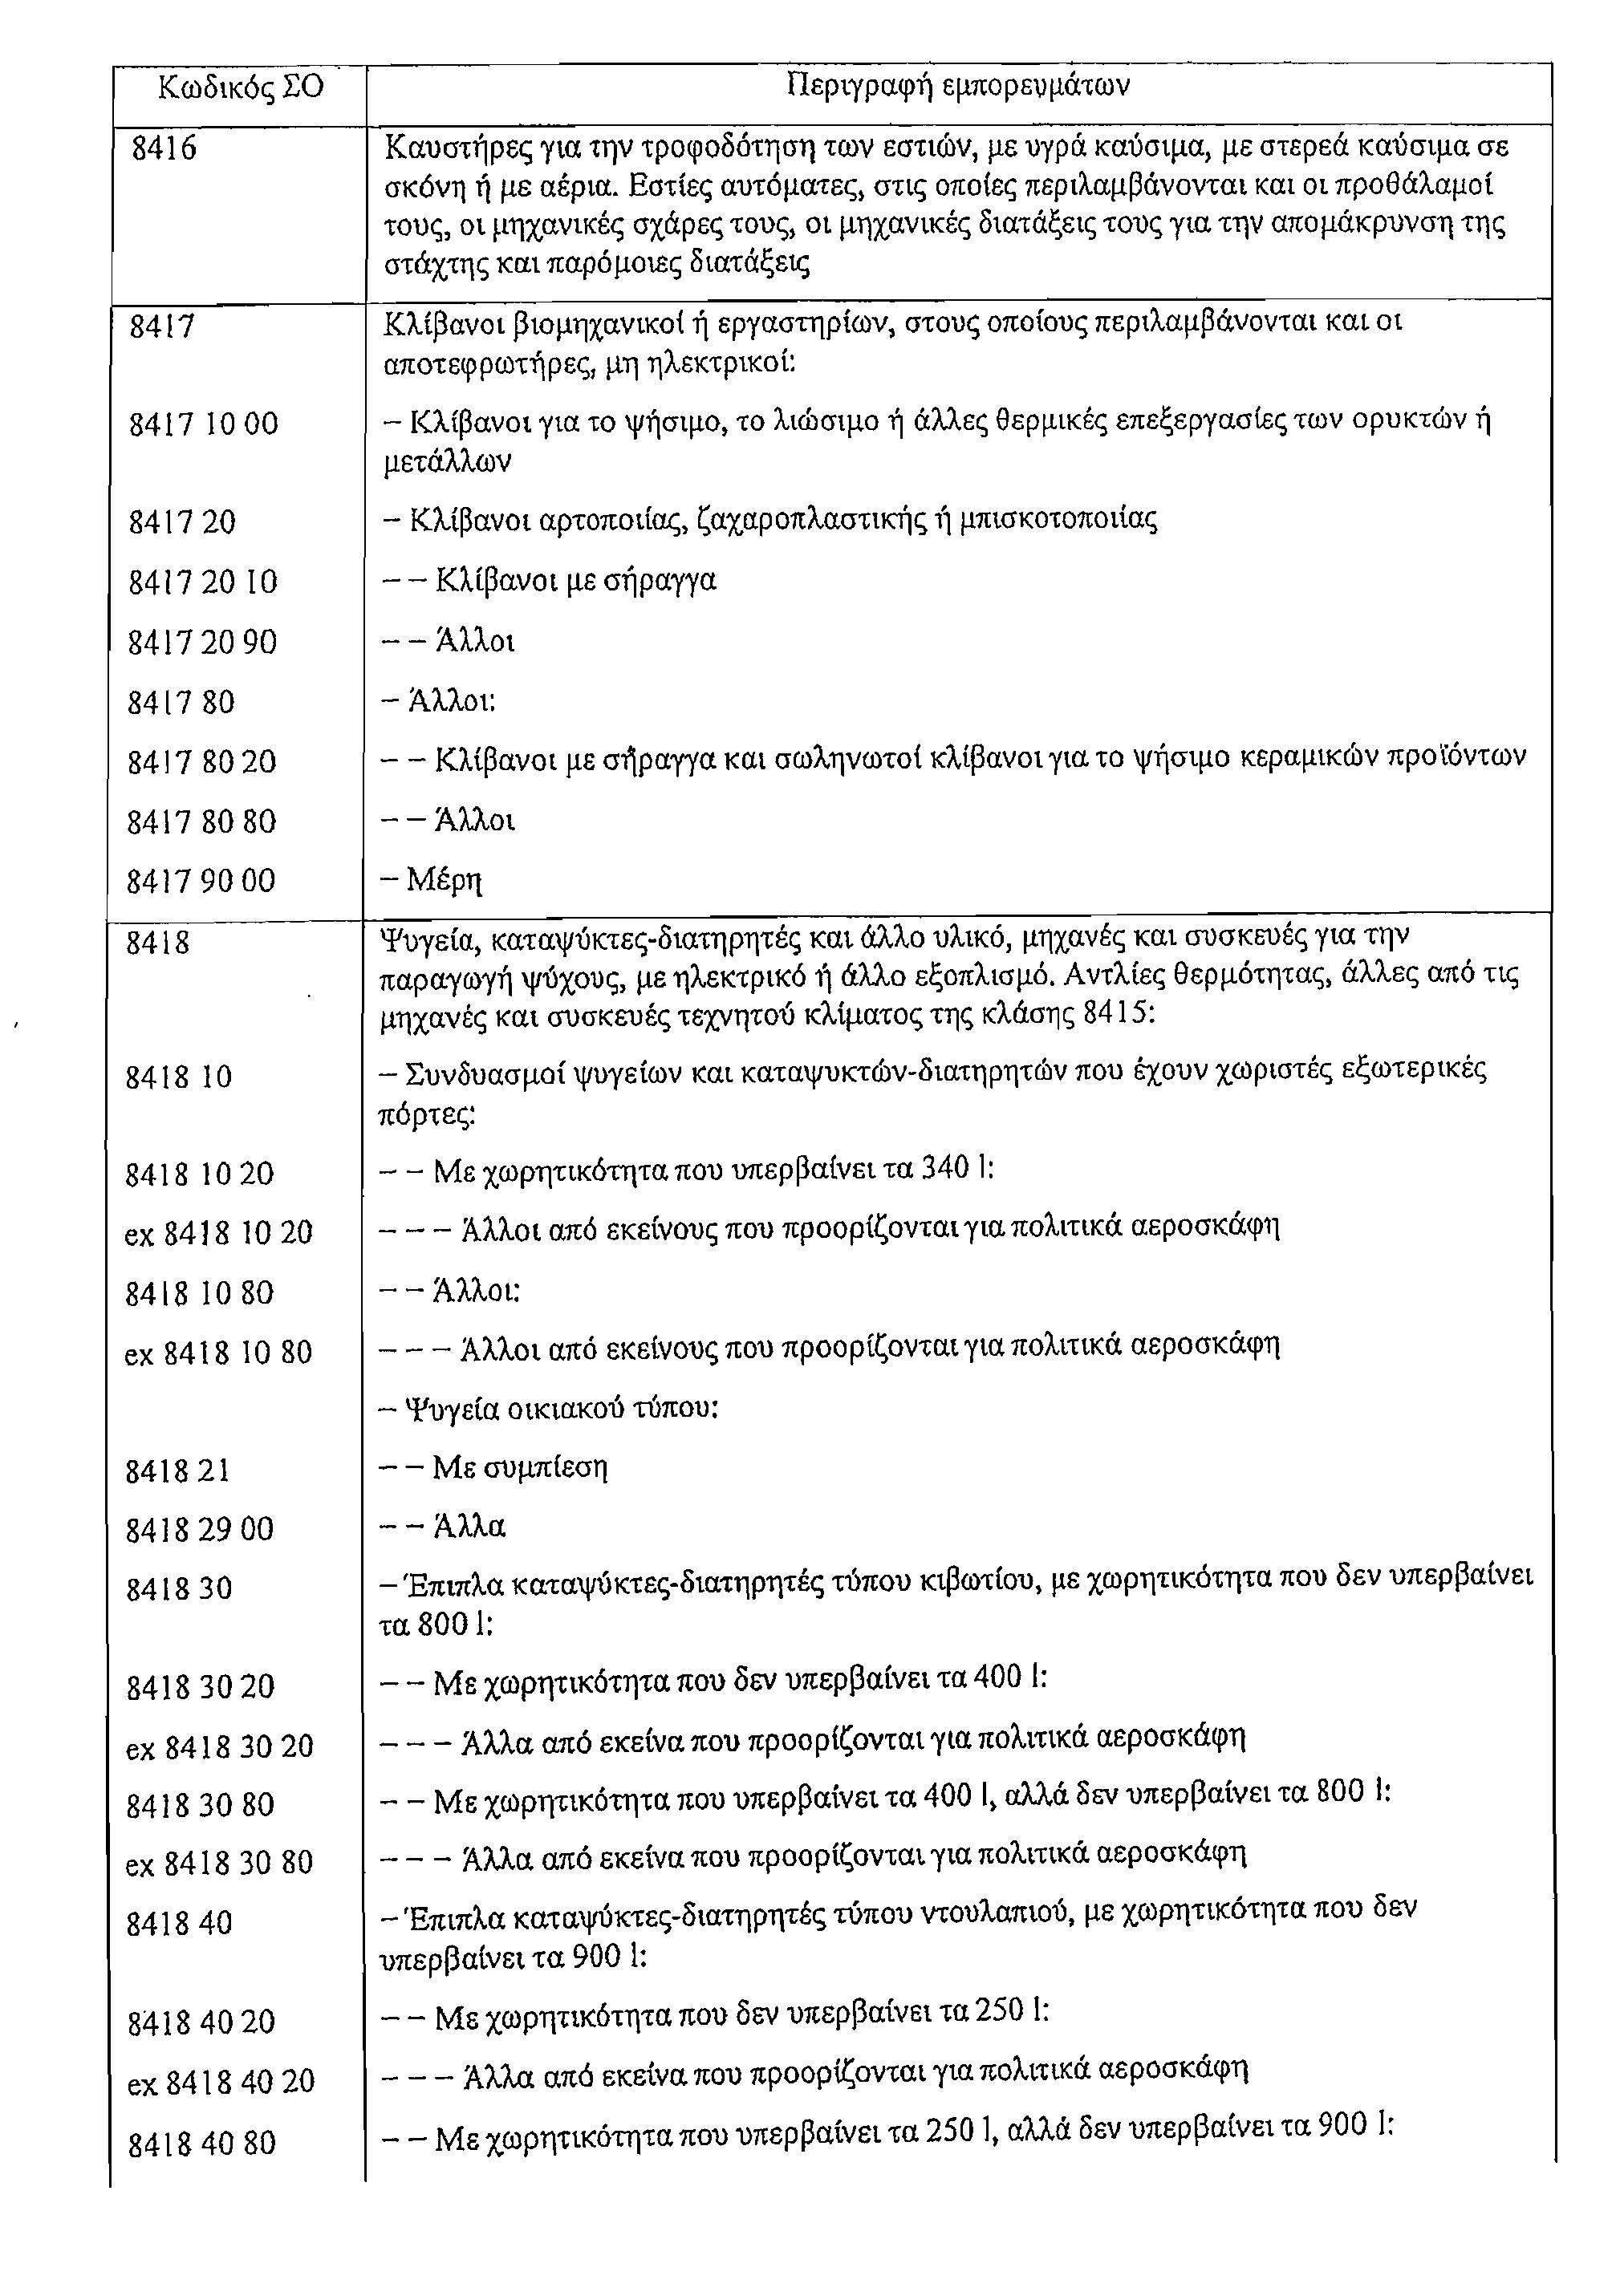 Κωδικός ΣΟ Περιγραφή εμπορευμάτων
8416 Καυστήρες για την τροφοδότηση των εστιών, με υγρά καύσιμα, με στερεά καύσιμα σε
σκόνη ή με αέρια. Εστίες αυτόματες, στις οποίες περιλαμβάνονται και οι προθάλαμοί
τους, οι μηχανικές σχάρες τους, οι μηχανικές διατάξεις τους για την απομάκρυνση της
στάχτης και παρόμοιες διατάξεις
8417 Κλίβανοι βιομηχανικοί ή εργαστηρίων, στους οποίους περιλαμβάνονται και οι
αποτεφρωτήρες, μη ηλεκτρικοί:
8417 10 00 – Κλίβανοι για το ψήσιμο, το λιώσιμο ή άλλες θερμικές επεξεργασίες των ορυκτών ή
μετάλλων
8417 20 – Κλίβανοι αρτοποιίας, ζαχαροπλαστικής ή μπισκοτοποιίας
8417 20 10 – – Κλίβανοι με σήραγγα
8417 20 90 – – Άλλοι
8417 80 – Άλλοι:
8417 80 20 – – Κλίβανοι με σήραγγα και σωληνωτοί κλίβανοι για το ψήσιμο κεραμικών προϊόντων
8417 80 80 – – Άλλοι
8417 90 00 – Μέρη
8418 Ψυγεία, καταψύκτες-διατηρητές και άλλο υλικό, μηχανές και συσκευές για την
παραγωγή ψύχους, με ηλεκτρικό ή άλλο εξοπλισμό. Αντλίες θερμότητας, άλλες από τις
μηχανές και συσκευές τεχνητού κλίματος της κλάσης 8415:
8418 10 – Συνδυασμοί ψυγείων και καταψυκτών-διατηρητών που έχουν χωριστές εξωτερικές
πόρτες:
8418 10 20 – – Με χωρητικότητα που υπερβαίνει τα 340 l:
ex 8418 10 20 – – – Άλλοι από εκείνους που προορίζονται για πολιτικά αεροσκάφη
8418 10 80 – – Άλλοι:
ex 8418 10 80 – – – Άλλοι από εκείνους που προορίζονται για πολιτικά αεροσκάφη
– Ψυγεία οικιακού τύπου:
8418 21 – – Με συμπίεση
8418 29 00 – – Άλλα
8418 30 – Έπιπλα καταψύκτες-διατηρητές τύπου κιβωτίου, με χωρητικότητα που δεν υπερβαίνει
τα 800 l:
8418 30 20 – – Με χωρητικότητα που δεν υπερβαίνει τα 400 l:
ex 8418 30 20 – – – Άλλα από εκείνα που προορίζονται για πολιτικά αεροσκάφη
8418 30 80 – – Με χωρητικότητα που υπερβαίνει τα 400 l, αλλά δεν υπερβαίνει τα 800 l:
ex 8418 30 80 – – – Άλλα από εκείνα που προορίζονται για πολιτικά αεροσκάφη
8418 40 – Έπιπλα καταψύκτες-διατηρητές τύπου ντουλαπιού, με χωρητικότητα που δεν
υπερβαίνει τα 900 l:
8418 40 20 – – Με χωρητικότητα που δεν υπερβαίνει τα 250 l:
ex 8418 40 20 – – – Άλλα από εκείνα που προορίζονται για πολιτικά αεροσκάφη
8418 40 80 – – Με χωρητικότητα που υπερβαίνει τα 250 l, αλλά δεν υπερβαίνει τα 900 l: